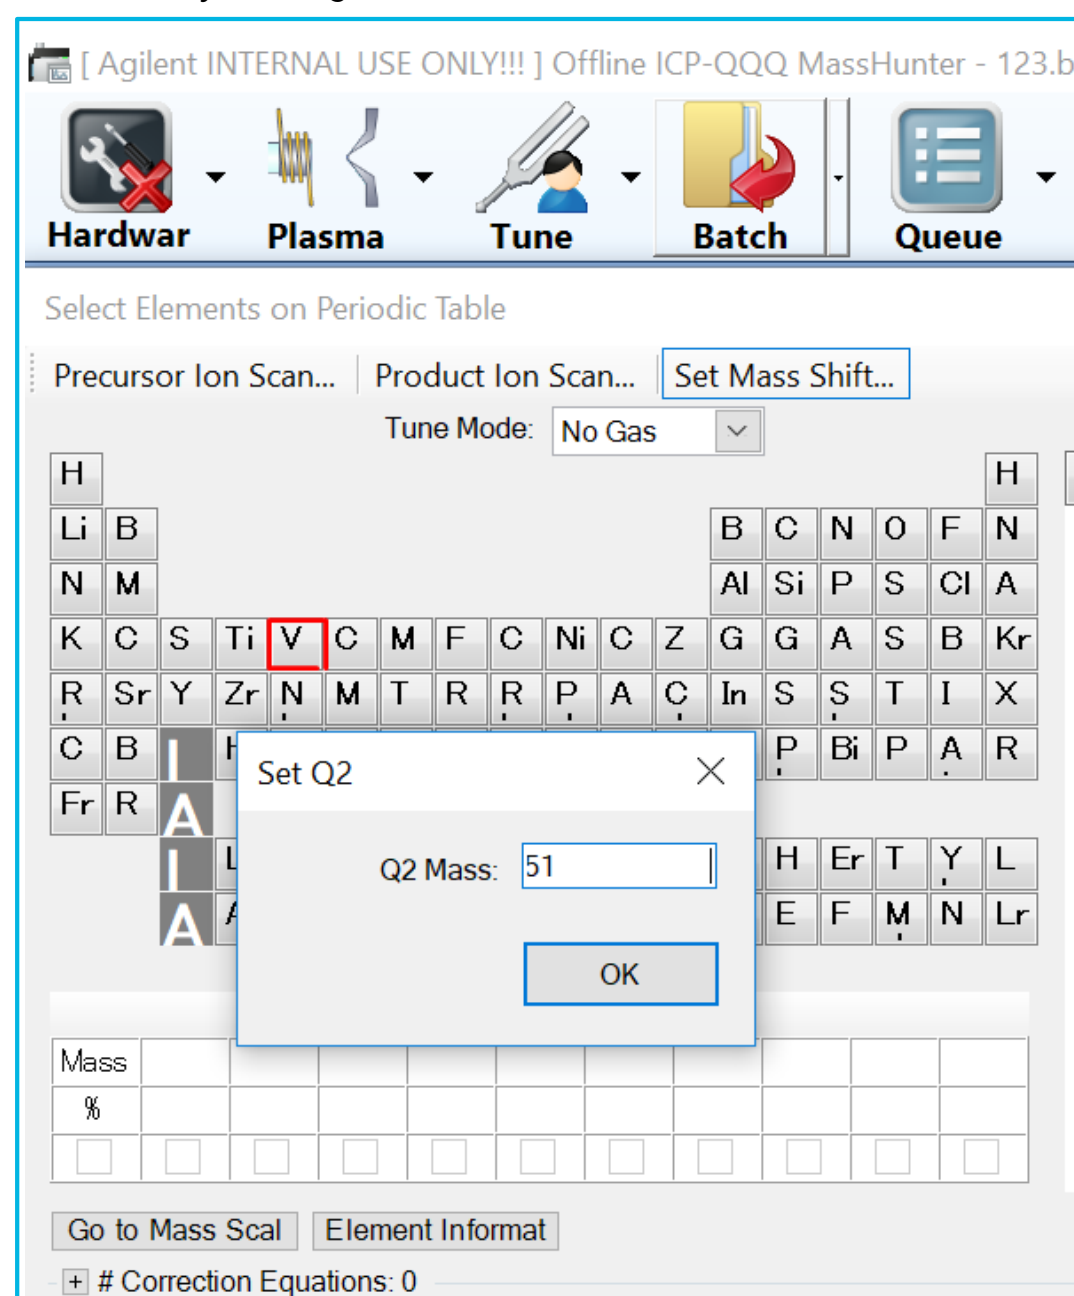 [ Agilent INTERNAL USE ONLY!!! ] Offline ICP-QQQ MassHunter - 123.b
Hardwar Plasma Tune Batch Queue
Select Elements on Periodic Table
Precursor Ion Scan... Product Ion Scan... Set Mass Shift...
Tune Mode: No Gas
H H
Li B B C N O F N
N M Al Si P S Cl A
K C S Ti V C M F C Ni C Z G G A S B Kr
R Sr Y Zr N M T R R P A C In S S T I X
C B P Bi P A R
Set Q2
Fr R A
Q2 Mass: 51
H Er T Y L
A E F M N Lr
OK
Mass
%
Go to Mass Scal Element Informat
+ # Correction Equations: 0